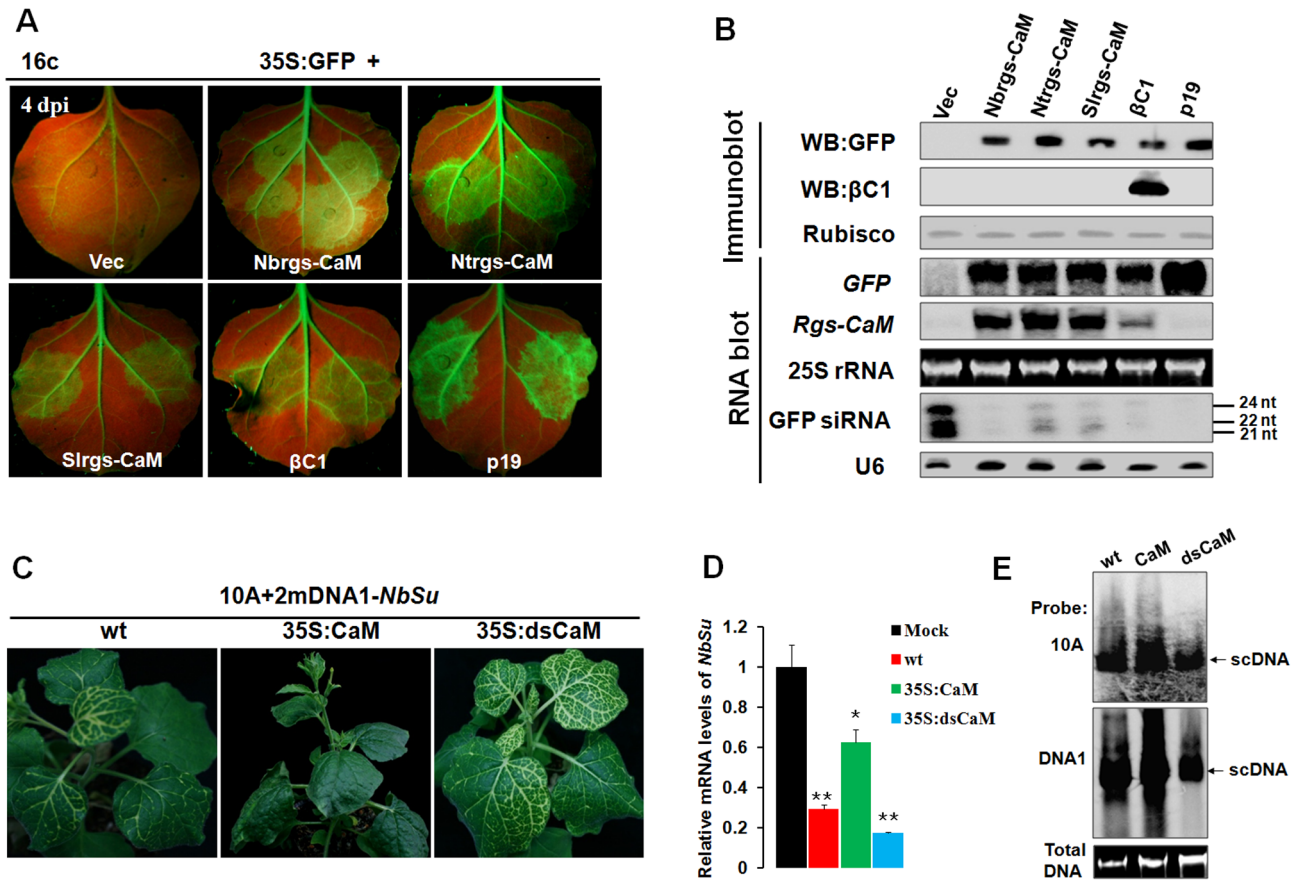 A
16c 35S:GFP +
4 dpi
Vec Nbrgs-CaM Ntrgs-CaM
Slrgs-CaM βC1 p19
B
Vec Nbrgs-CaM Ntrgs-CaM Slrgs-CaM βC1 p19
Immunoblot
WB:GFP
WB:βC1
Rubisco
RNA blot
GFP
Rgs-CaM
25S rRNA
GFP siRNA
24 nt
22 nt
21 nt
U6
C
10A+2mDNA1-NbSu
wt 35S:CaM 35S:dsCaM
D
Relative mRNA levels of NbSu
1.2
1
0.8
0.6
0.4
0.2
0
Mock
wt
35S:CaM
35S:dsCaM
**
*
**
E
wt CaM dsCaM
Probe:
10A
scDNA
DNA1
scDNA
Total
DNA